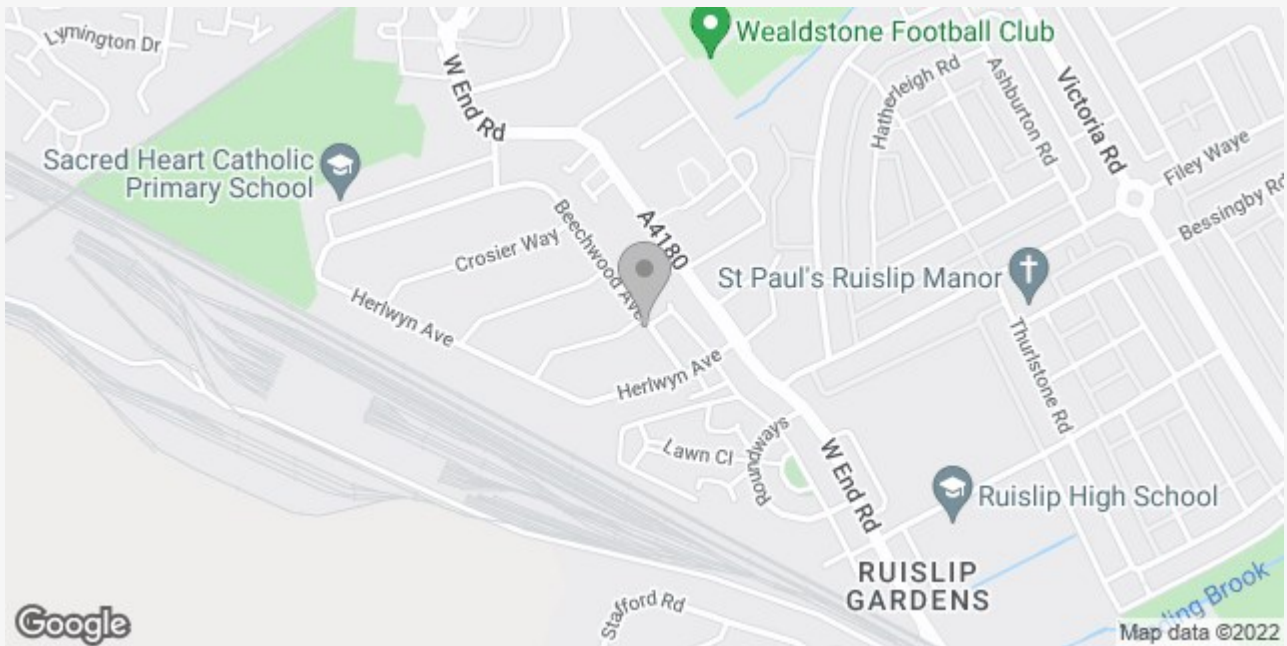 Lymington Dr
W End Rd
Wealdstone Football Club
Hatherleigh Rd
Ashburton Rd
Victoria Rd
Filey Waye
Bessingby Rd
Sacred Heart Catholic
Primary School
Beechwood Ave
A4180
Crosier Way
St Paul's Ruislip Manor
Herlwyn Ave
Herlwyn Ave
Thurlstone Rd
Lawn Cl
Roundways
W End Rd
Ruislip High School
RUISLIP
GARDENS
Stafford Rd
Brook
Google
Map data ©2022